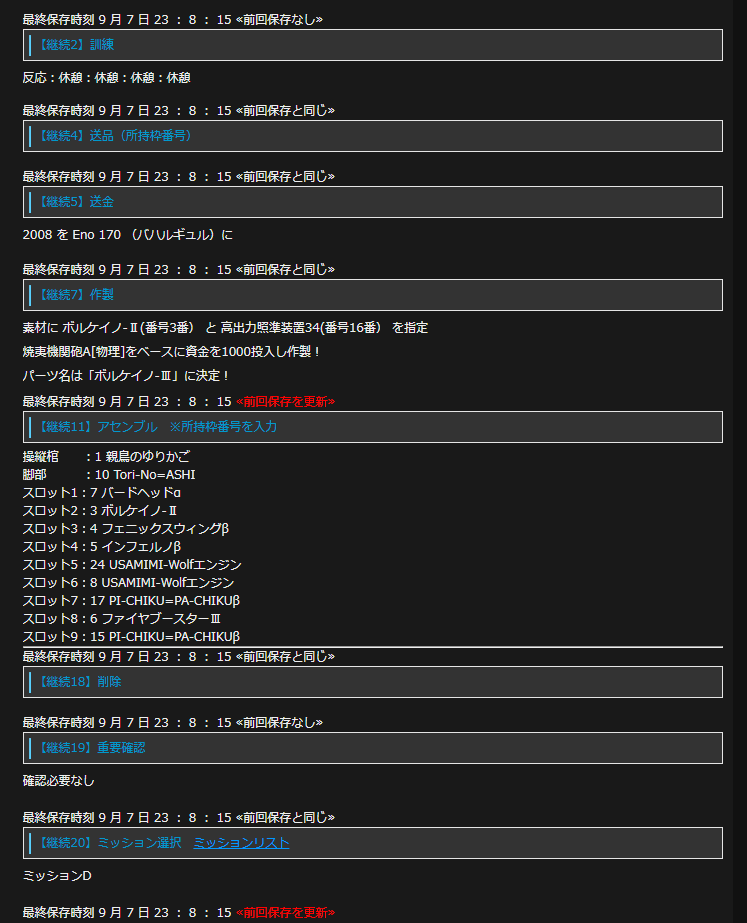 最終保存時刻 9 月 7 日 23 ： 8 ： 15 «前回保存なし»
【継続2】訓練
反応：休憩：休憩：休憩：休憩
最終保存時刻 9 月 7 日 23 ： 8 ： 15 «前回保存と同じ»
【継続4】送品（所持枠番号）
最終保存時刻 9 月 7 日 23 ： 8 ： 15 «前回保存と同じ»
【継続5】送金
2008 を Eno 170 （バハルギュル）に
最終保存時刻 9 月 7 日 23 ： 8 ： 15 «前回保存と同じ»
【継続7】作製
素材に ボルケイノ-Ⅱ(番号3番） と 高出力照準装置34(番号16番） を指定
焼夷機関砲A[物理]をベースに資金を1000投入し作製！
パーツ名は「ボルケイノ-Ⅲ」に決定！
最終保存時刻 9 月 7 日 23 ： 8 ： 15 «前回保存を更新»
【継続11】アセンブル　※所持枠番号を入力
操縦棺　　：1 親鳥のゆりかご
脚部　　　：10 Tori-No=ASHI
スロット1：7 バードヘッドα
スロット2：3 ボルケイノ-Ⅱ
スロット3：4 フェニックスウィングβ
スロット4：5 インフェルノβ
スロット5：24 USAMIMI-Wolfエンジン
スロット6：8 USAMIMI-Wolfエンジン
スロット7：17 PI-CHIKU=PA-CHIKUβ
スロット8：6 ファイヤブースターⅢ
スロット9：15 PI-CHIKU=PA-CHIKUβ
最終保存時刻 9 月 7 日 23 ： 8 ： 15 «前回保存と同じ»
【継続18】削除
最終保存時刻 9 月 7 日 23 ： 8 ： 15 «前回保存なし»
【継続19】重要確認
確認必要なし
最終保存時刻 9 月 7 日 23 ： 8 ： 15 «前回保存と同じ»
【継続20】ミッション選択　ミッションリスト
ミッションD
最終保存時刻 9 月 7 日 23 ： 8 ： 15 «前回保存を更新»